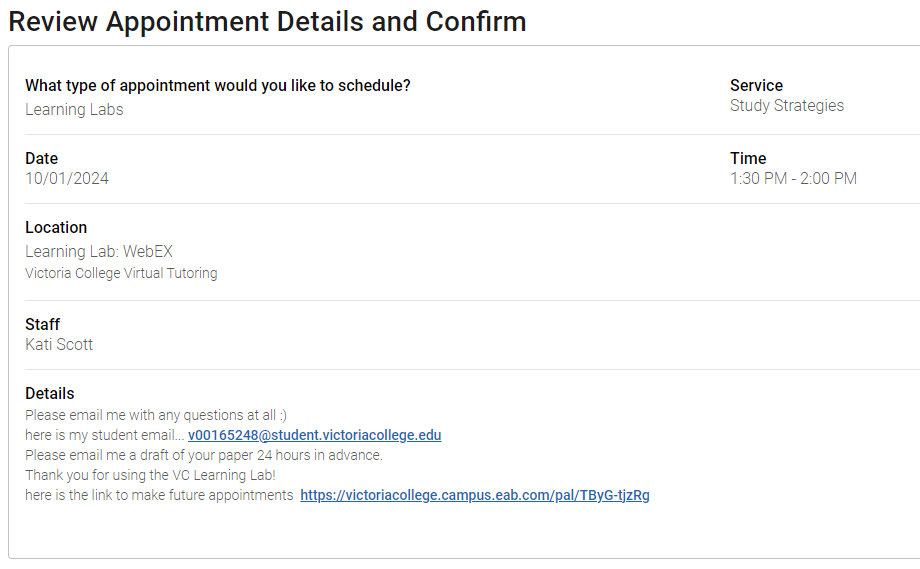 Review Appointment Details and Confirm
What type of appointment would you like to schedule?
Learning Labs
Service
Study Strategies
Date
10/01/2024
Time
1:30 PM - 2:00 PM
Location
Learning Lab: WebEX
Victoria College Virtual Tutoring
Staff
Kati Scott
Details
Please email me with any questions at all :)
here is my student email... v00165248@student.victoriacollege.edu
Please email me a draft of your paper 24 hours in advance.
Thank you for using the VC Learning Lab!
here is the link to make future appointments  https://victoriacollege.campus.eab.com/pal/TByG-tjzRg